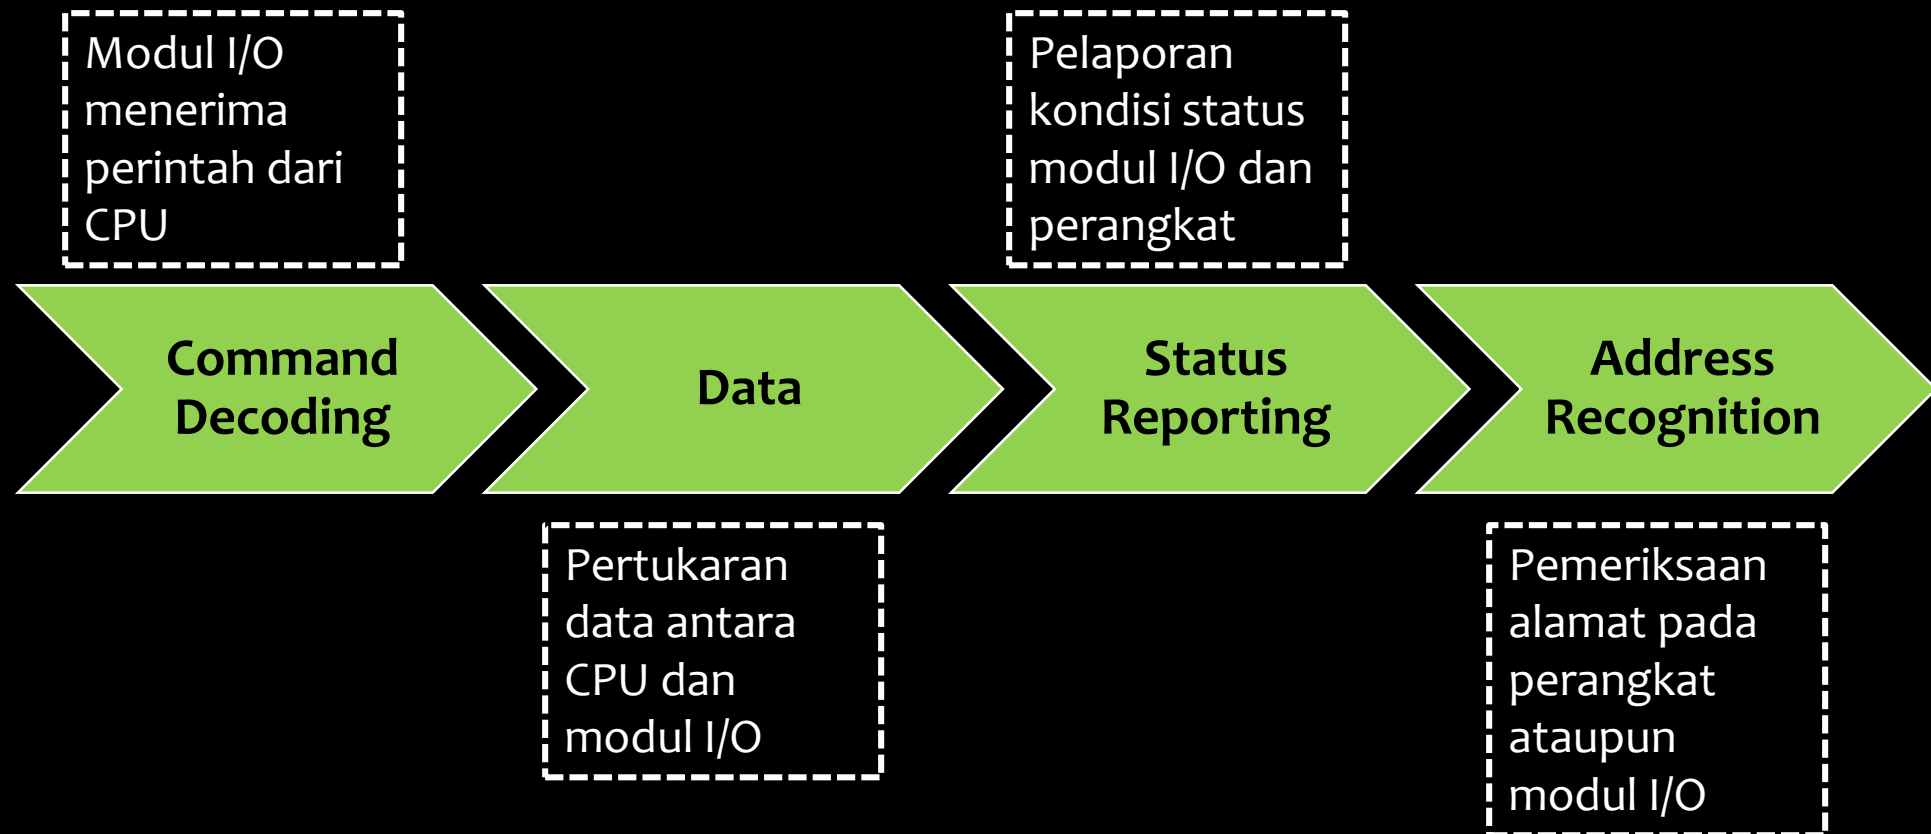 Modul I/O
menerima
perintah dari
CPU
Pelaporan
kondisi status
modul I/O dan
perangkat
Command
Decoding
Data
Status
Reporting
Address
Recognition
Pertukaran
data antara
CPU dan
modul I/O
Pemeriksaan
alamat pada
perangkat
ataupun
modul I/O